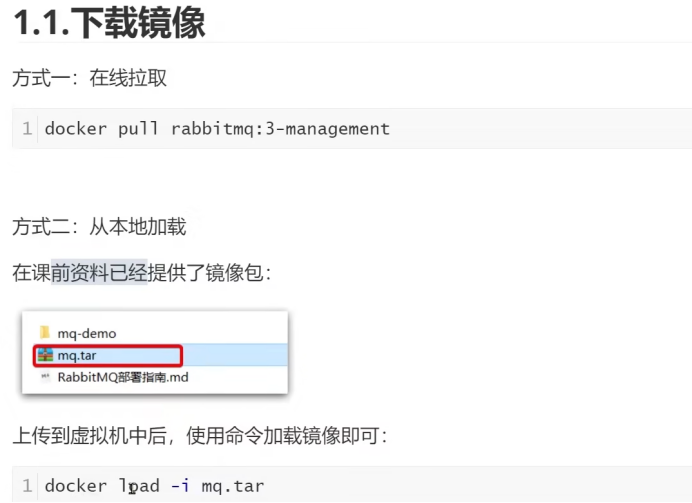 1.1.下载镜像
方式一：在线拉取
1 docker pull rabbitmq:3-management
方式二：从本地加载
在课前资料已经提供了镜像包：
mq-demo
mq.tar
RabbitMQ部署指南.md
上传到虚拟机中后，使用命令加载镜像即可：
1 docker load -i mq.tar